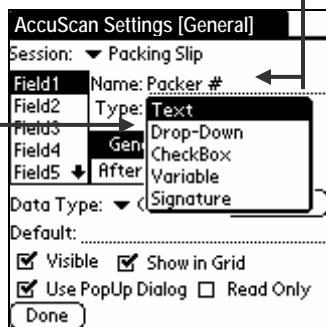 AccuScan Settings [General]
Session: Packing Slip
Field1 Name: Packer #
Field2 Type: Text
Field3 Drop-Down
Field4 Gen CheckBox
Field5 After Variable
Signature
Data Type:
Default:
Visible Show in Grid
Use PopUp Dialog Read Only
Done